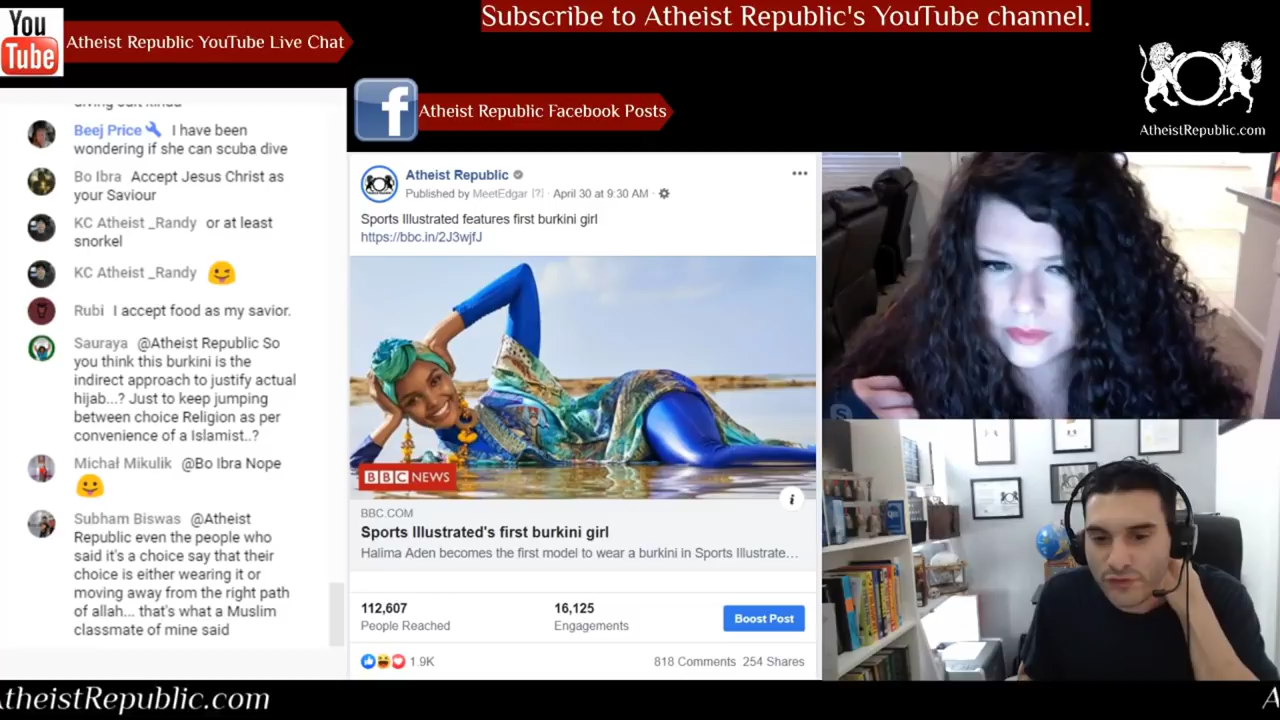 Subscribe to Atheist Republic's YouTube channel.
You
Tube
Atheist Republic YouTube Live Chat
f
Atheist Republic Facebook Posts
AtheistRepublic.com
Beej Price I have been
wondering if she can scuba dive
Bo Ibra Accept Jesus Christ as
your Saviour
KC Atheist _Randy or at least
snorkel
KC Atheist _Randy
Rubi I accept food as my savior.
Sauraya @Atheist Republic So
you think this burkini is the
indirect approach to justify actual
hijab...? Just to keep jumping
between choice Religion as per
convenience of a Islamist..?
Michał Mikulik @Bo Ibra Nope
Subham Biswas @Atheist
Republic even the people who
said it's a choice say that their
choice is either wearing it or
moving away from the right path
of allah... that's what a Muslim
classmate of mine said
Atheist Republic
Published by MeetEdgar [?] · April 30 at 9:30 AM ·
Sports Illustrated features first burkini girl
https://bbc.in/2J3wjfJ
BBC NEWS
i
BBC.COM
Sports Illustrated's first burkini girl
Halima Aden becomes the first model to wear a burkini in Sports Illustrate...
112,607
People Reached
16,125
Engagements
Boost Post
1.9K
818 Comments 254 Shares
AtheistRepublic.com